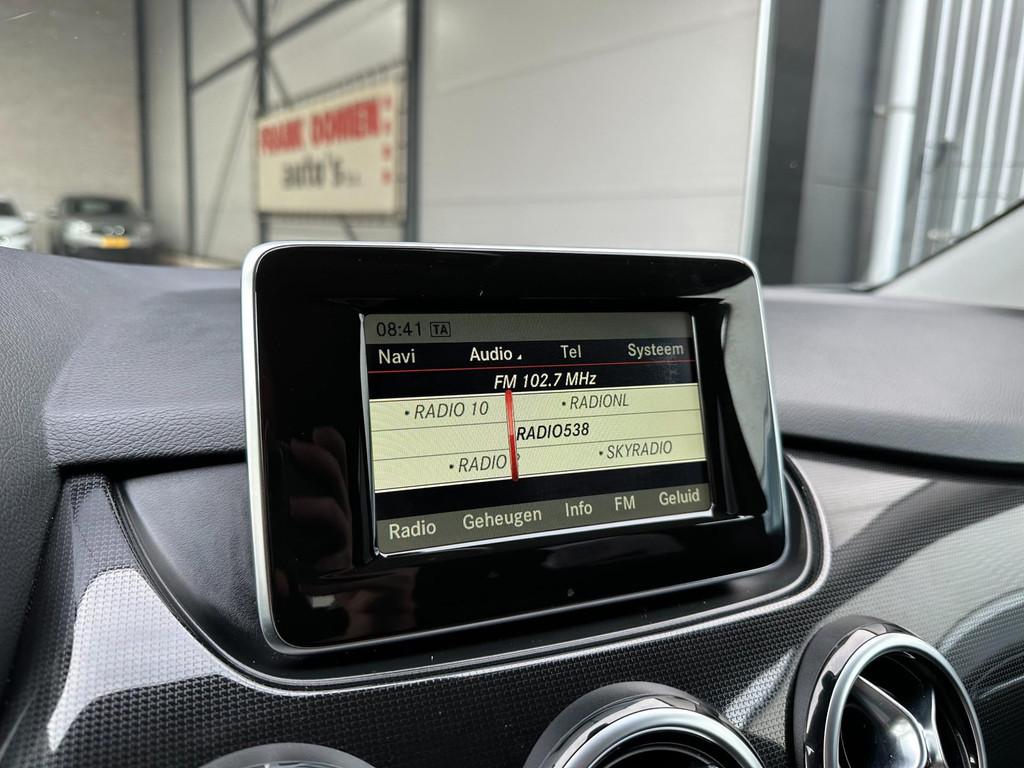 FRANK DOMEN:
auto's
08:41 TA
Navi Audio Tel Systeem
FM 102.7 MHz
• RADIO 10 • RADIONL
RADIO538
• RADIO • SKYRADIO
Radio Geheugen Info FM Geluid